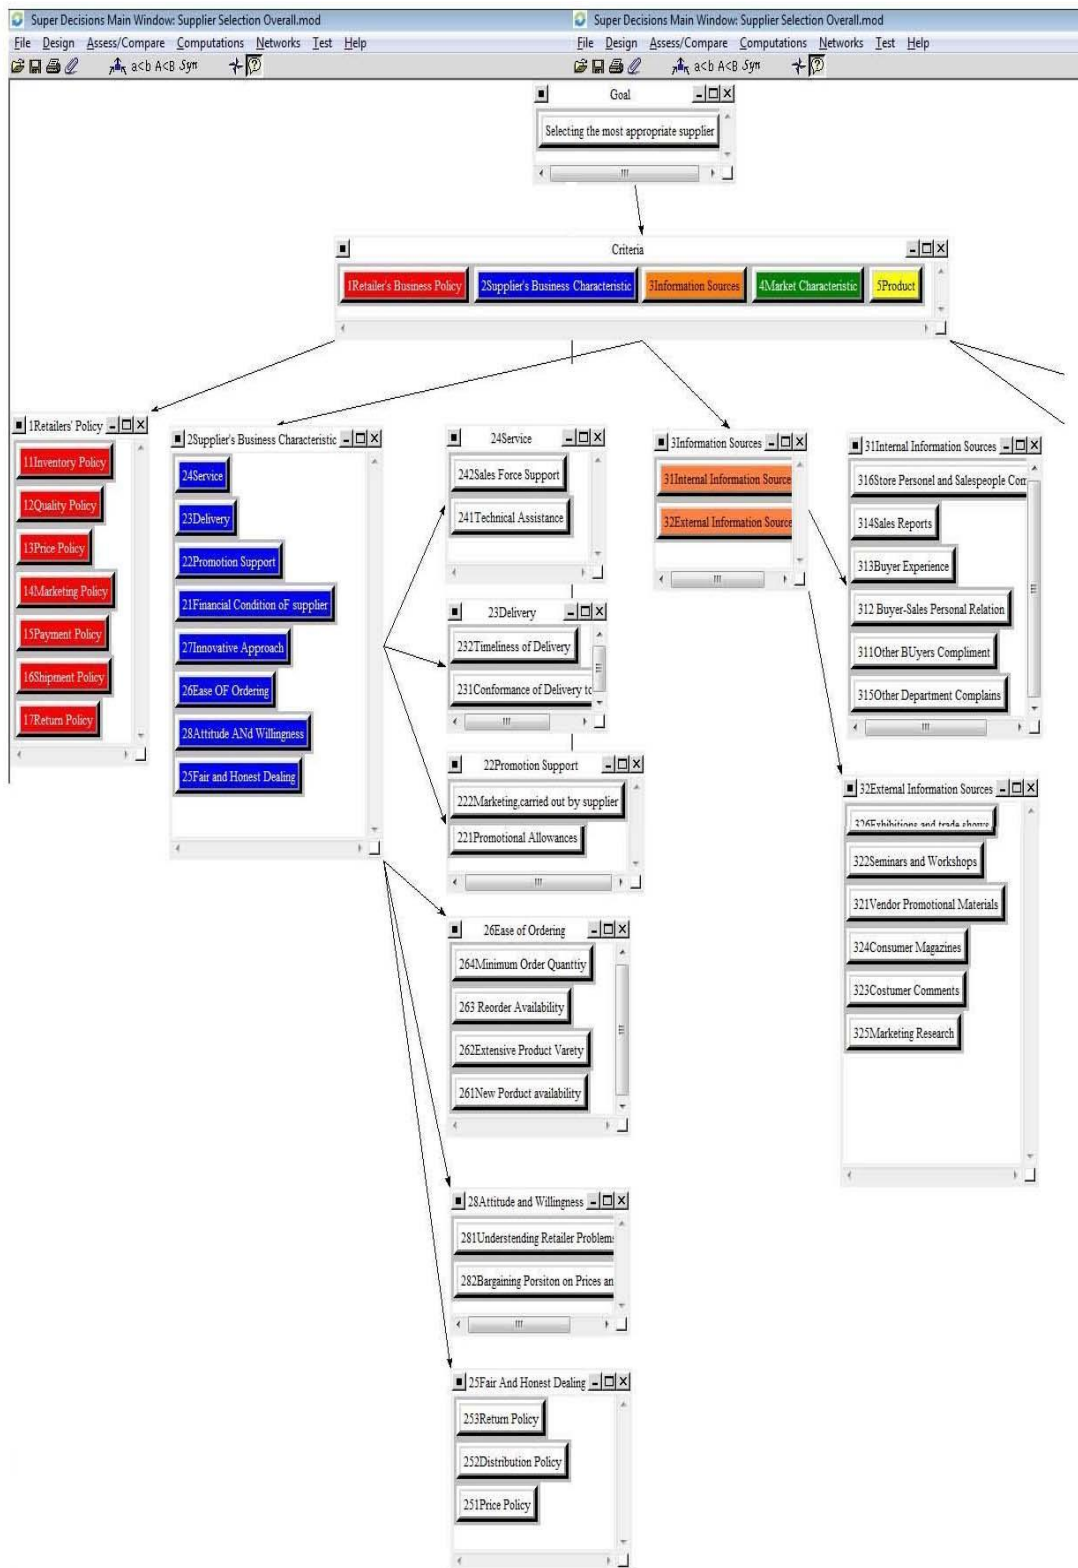 Super Decisions Main Window: Supplier Selection Overall.mod
Super Decisions Main Window: Supplier Selection Overall.mod
File Design Assess/Compare Computations Networks Test Help
File Design Assess/Compare Computations Networks Test Help
a<b A<B Syn
a<b A<B Syn
Goal
Selecting the most appropriate supplier
Criteria
1Retailer's Business Policy
2Supplier's Business Characteristic
3Information Sources
4Market Characteristic
5Product
1Retailers' Policy
11Inventory Policy
12Quality Policy
13Price Policy
14Marketing Policy
15Payment Policy
16Shipment Policy
17Return Policy
2Supplier's Business Characteristic
24Service
23Delivery
22Promotion Support
21Financial Condition oF supplier
27Innovative Approach
26Ease OF Ordering
28Attitude ANd Willingness
25Fair and Honest Dealing
24Service
242Sales Force Support
241Technical Assistance
23Delivery
232Timeliness of Delivery
231Conformance of Delivery to
22Promotion Support
222Marketing,carried out by supplier
221Promotional Allowances
26Ease of Ordering
264Minimum Order Quanttiy
263 Reorder Availability
262Extensive Product Varety
261New Porduct availability
28Attitude and Willingness
281Understending Retailer Problems
282Bargaining Porsiton on Prices an
25Fair And Honest Dealing
253Return Policy
252Distribution Policy
251Price Policy
3Information Sources
31Internal Information Source
32External Information Source
31Internal Information Sources
316Store Personel and Salespeople Com
314Sales Reports
313Buyer Experience
312 Buyer-Sales Personal Relation
311Other BUyers Compliment
315Other Department Complains
32External Information Sources
326Exhibitions and trade shows
322Seminars and Workshops
321Vendor Promotional Materials
324Consumer Magazines
323Costumer Comments
325Marketing Research